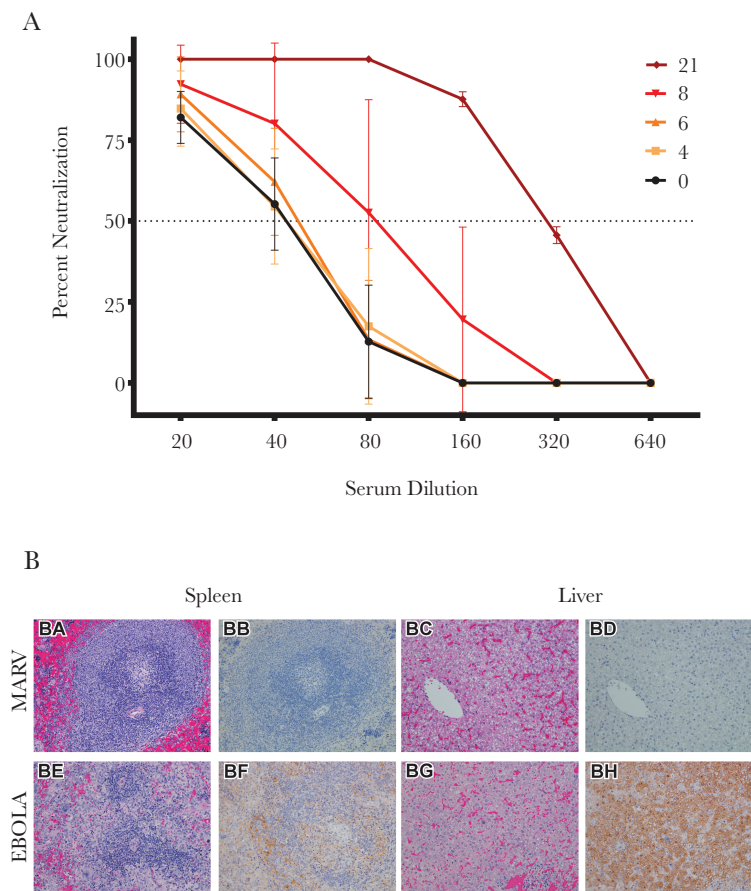 A
100
75
50
25
0
Percent Neutralization
21
8
6
4
0
20 40 80 160 320 640
Serum Dilution
B
Spleen Liver
MARV
BA BB BC BD
EBOLA
BE BF BG BH